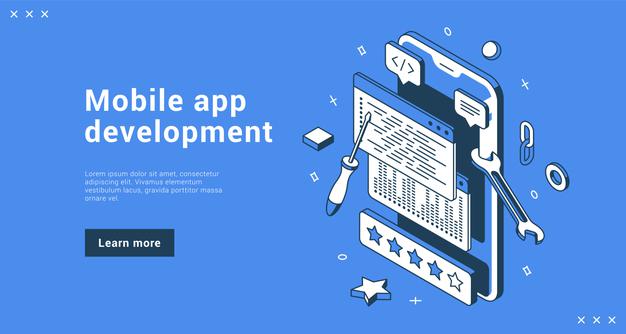 Mobile app
development
Lorem ipsum dolor sit amet, consectetur
adipiscing elit. Vivamus elementum
vestibulum lacus, gravida porttitor massa
ornare vel.
Learn more
</>